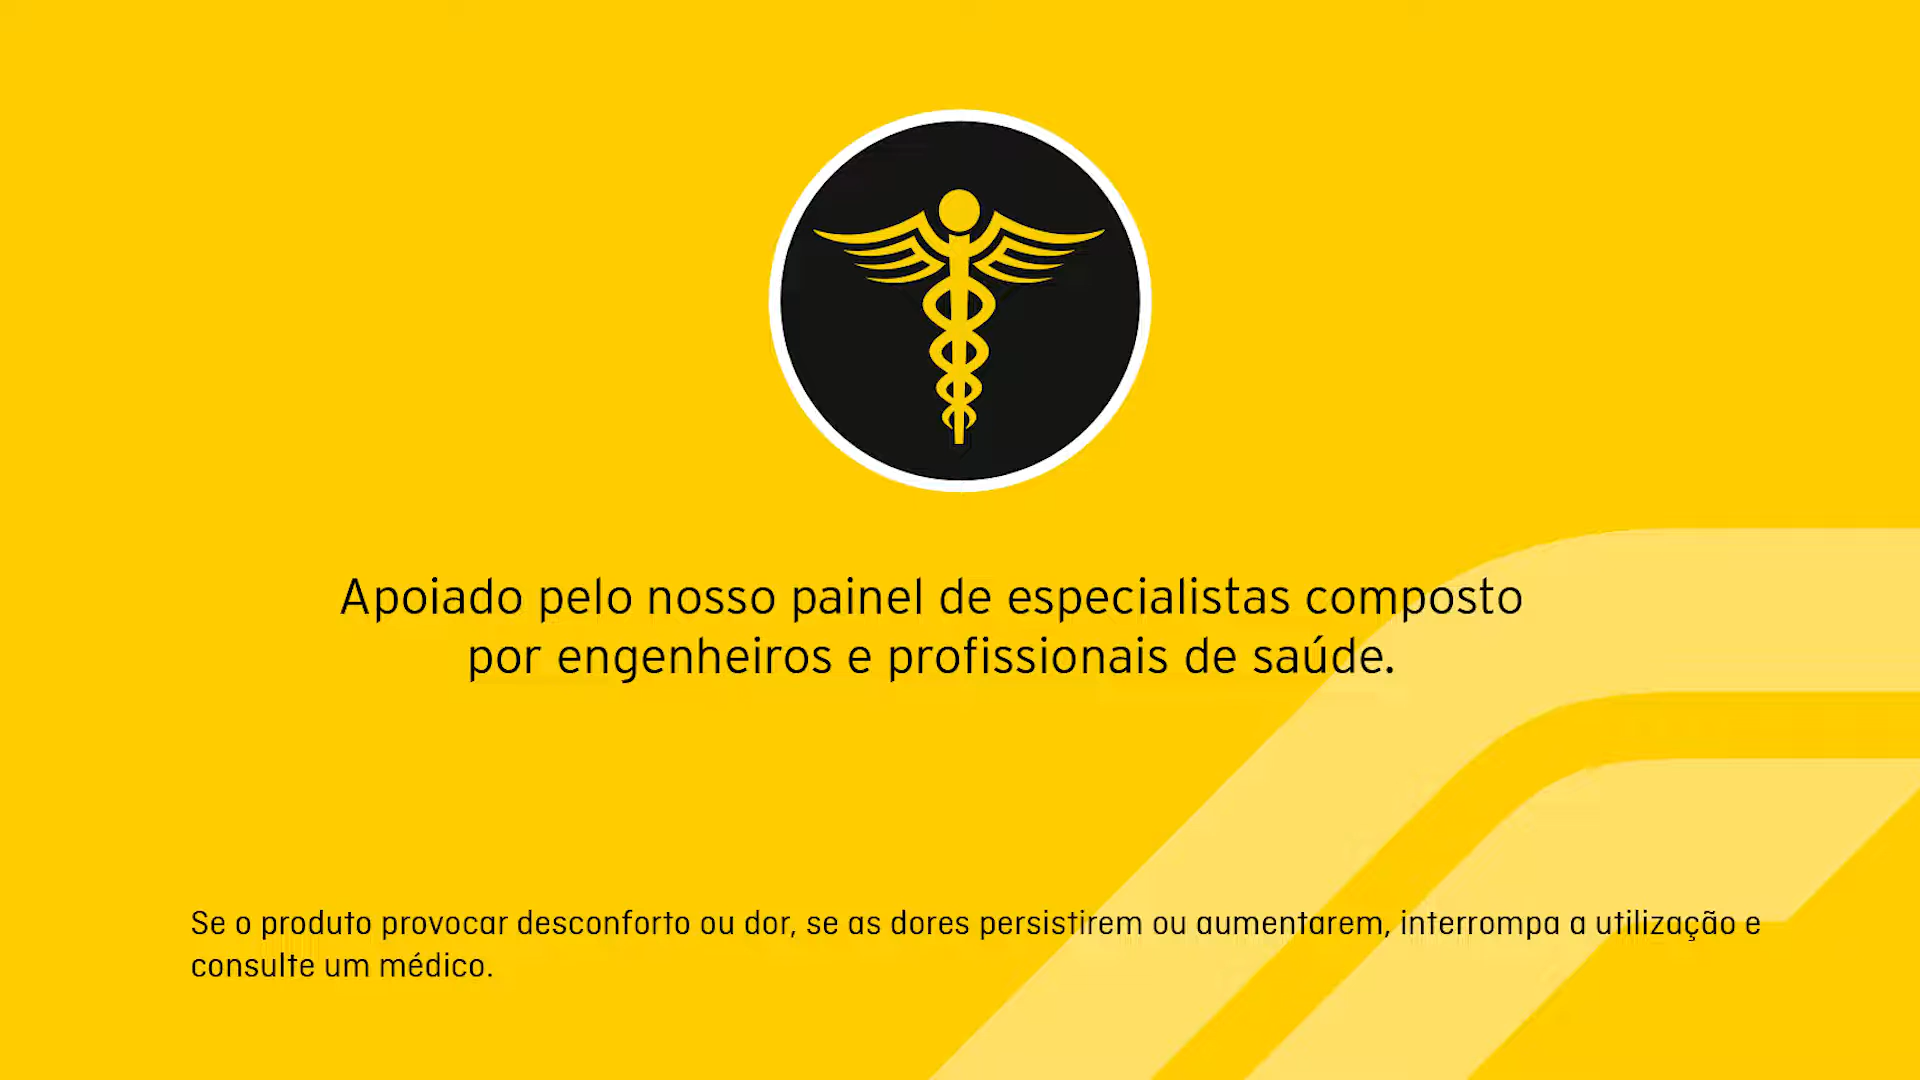 Apoiado pelo nosso painel de especialistas composto
por engenheiros e profissionais de saúde.
Se o produto provocar desconforto ou dor, se as dores persistirem ou aumentarem, interrompa a utilização e
consulte um médico.